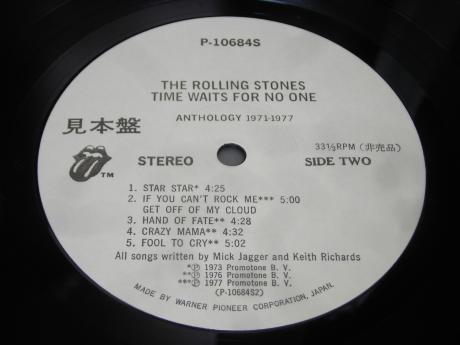 P-10684S
THE ROLLING STONES
TIME WAITS FOR NO ONE
見本盤
ANTHOLOGY 1971-1977
33⅓RPM (非売品)
TM
STEREO
SIDE TWO
1. STAR STAR* 4:25
2. IF YOU CAN'T ROCK ME*** 5:00
GET OFF OF MY CLOUD
3. HAND OF FATE** 4:28
4. CRAZY MAMA** 4:32
5. FOOL TO CRY** 5:02
All songs written by Mick Jagger and Keith Richards
*Ⓟ 1973 Promotone B. V.
**Ⓟ 1976 Promotone B. V.
***Ⓟ 1977 Promotone B. V.
(P-10684S2)
MADE BY WARNER PIONEER CORPORATION, JAPAN.